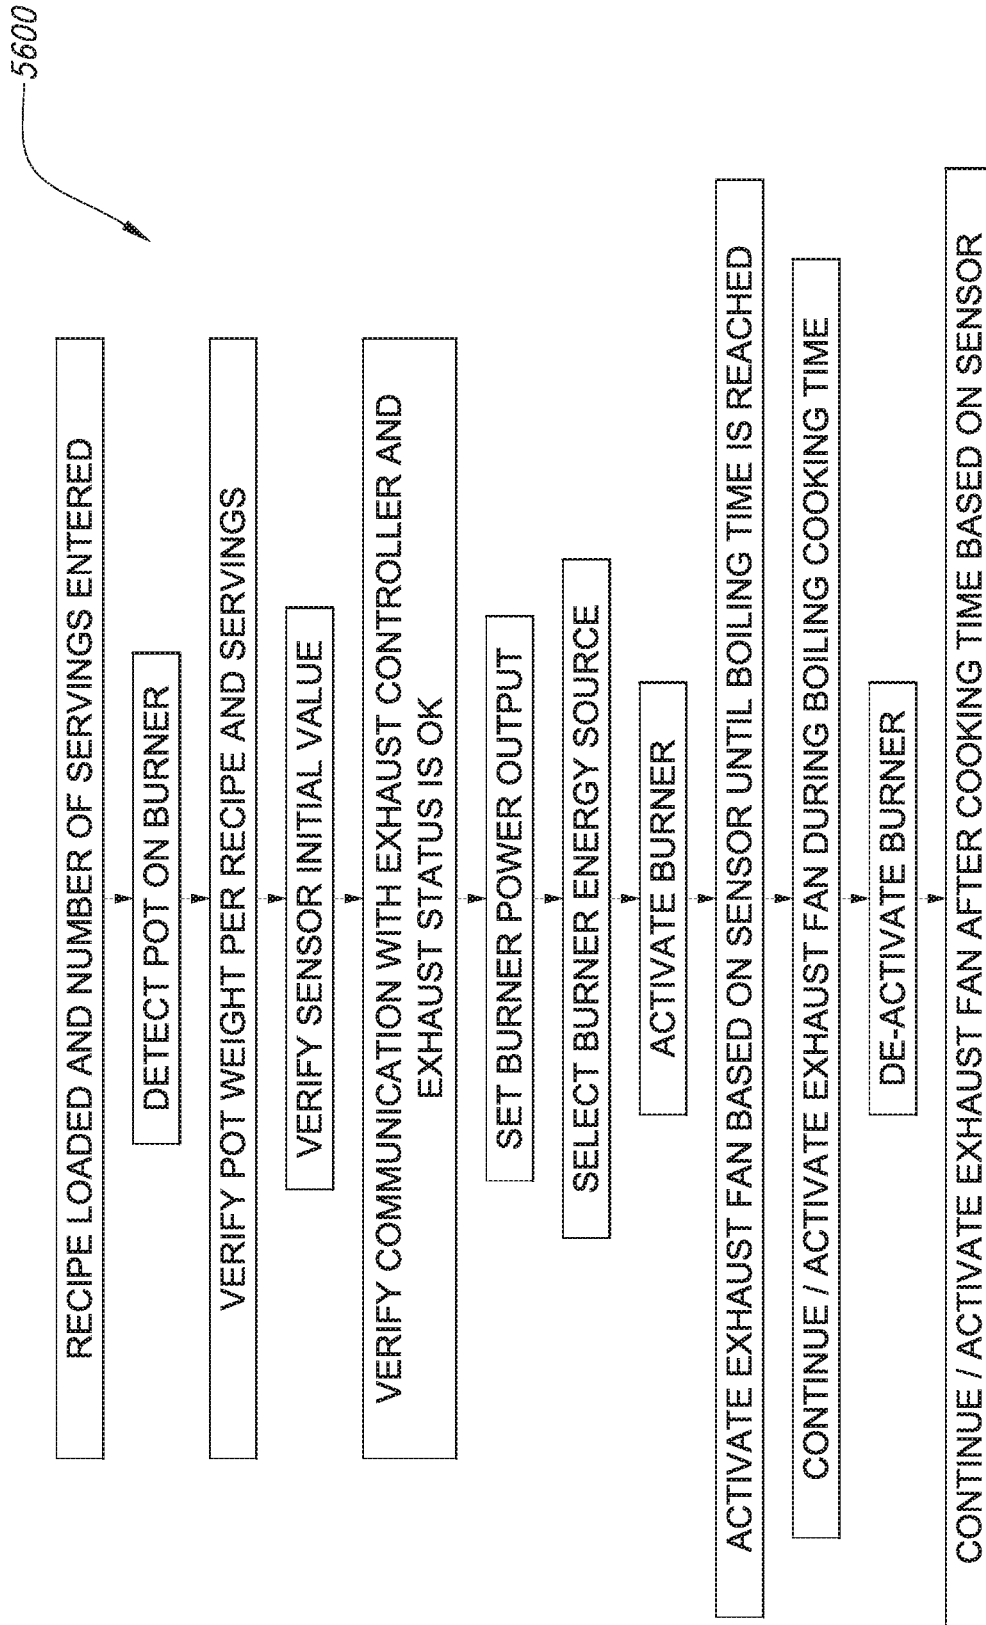 5600
RECIPE LOADED AND NUMBER OF SERVINGS ENTERED
DETECT POT ON BURNER
VERIFY POT WEIGHT PER RECIPE AND SERVINGS
VERIFY SENSOR INITIAL VALUE
VERIFY COMMUNICATION WITH EXHAUST CONTROLLER AND
EXHAUST STATUS IS OK
SET BURNER POWER OUTPUT
SELECT BURNER ENERGY SOURCE
ACTIVATE BURNER
ACTIVATE EXHAUST FAN BASED ON SENSOR UNTIL BOILING TIME IS REACHED
CONTINUE / ACTIVATE EXHAUST FAN DURING BOILING COOKING TIME
DE-ACTIVATE BURNER
CONTINUE / ACTIVATE EXHAUST FAN AFTER COOKING TIME BASED ON SENSOR